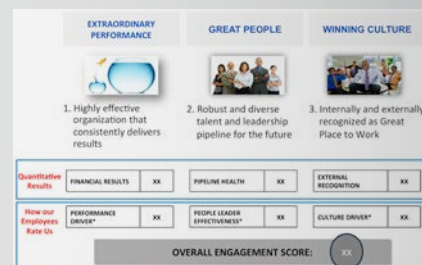 EXTRAORDINARY
PERFORMANCE
GREAT PEOPLE
WINNING CULTURE
1. Highly effective
organization that
consistently delivers
results
2. Robust and diverse
talent and leadership
pipeline for the future
3. Internally and externally
recognized as Great
Place to Work
Quantitative
Results
FINANCIAL RESULTS XX
PIPELINE HEALTH XX
EXTERNAL
RECOGNITION XX
How our
Employees
Rate Us
PERFORMANCE
DRIVER* XX
PEOPLE LEADER
EFFECTIVENESS* XX
CULTURE DRIVER* XX
OVERALL ENGAGEMENT SCORE: XX